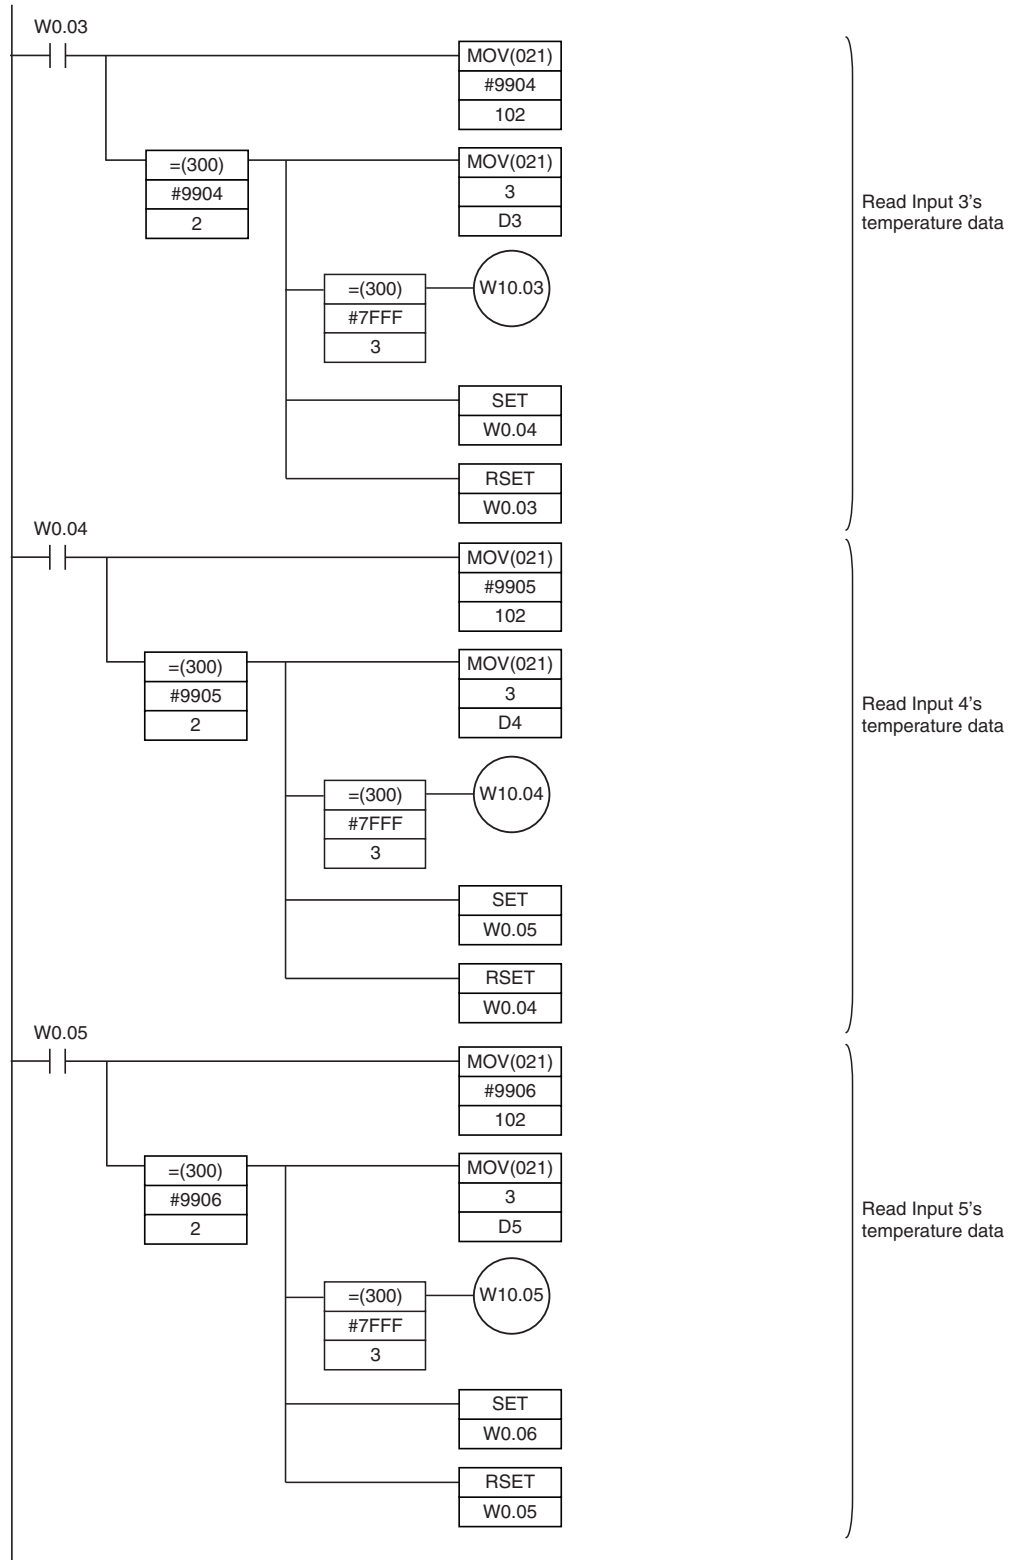 W0.03
MOV(021)
#9904
102
=(300)
#9904
2
MOV(021)
3
D3
=(300)
#7FFF
3
W10.03
SET
W0.04
RSET
W0.03
Read Input 3’s
temperature data
W0.04
MOV(021)
#9905
102
=(300)
#9905
2
MOV(021)
3
D4
=(300)
#7FFF
3
W10.04
SET
W0.05
RSET
W0.04
Read Input 4’s
temperature data
W0.05
MOV(021)
#9906
102
=(300)
#9906
2
MOV(021)
3
D5
=(300)
#7FFF
3
W10.05
SET
W0.06
RSET
W0.05
Read Input 5’s
temperature data